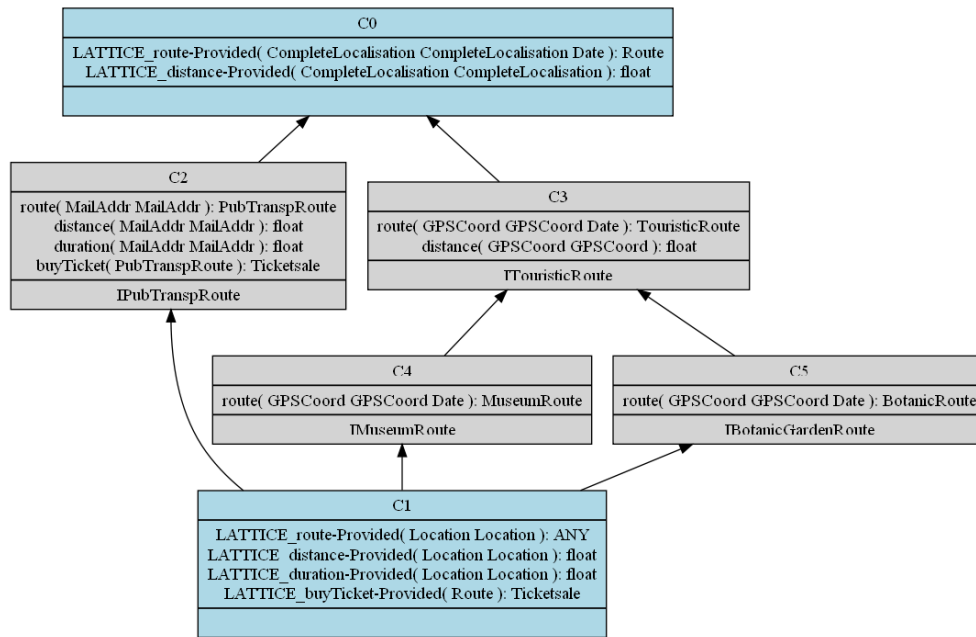 C0
LATTICE_route-Provided( CompleteLocalisation CompleteLocalisation Date ): Route
LATTICE_distance-Provided( CompleteLocalisation CompleteLocalisation ): float
C2
route( MailAddr MailAddr ): PubTranspRoute
distance( MailAddr MailAddr ): float
duration( MailAddr MailAddr ): float
buyTicket( PubTranspRoute ): Ticketsale
IPubTranspRoute
C3
route( GPSCoord GPSCoord Date ): TouristicRoute
distance( GPSCoord GPSCoord ): float
ITouristicRoute
C4
route( GPSCoord GPSCoord Date ): MuseumRoute
IMuseumRoute
C5
route( GPSCoord GPSCoord Date ): BotanicRoute
IBotanicGardenRoute
C1
LATTICE_route-Provided( Location Location ): ANY
LATTICE_distance-Provided( Location Location ): float
LATTICE_duration-Provided( Location Location ): float
LATTICE_buyTicket-Provided( Route ): Ticketsale